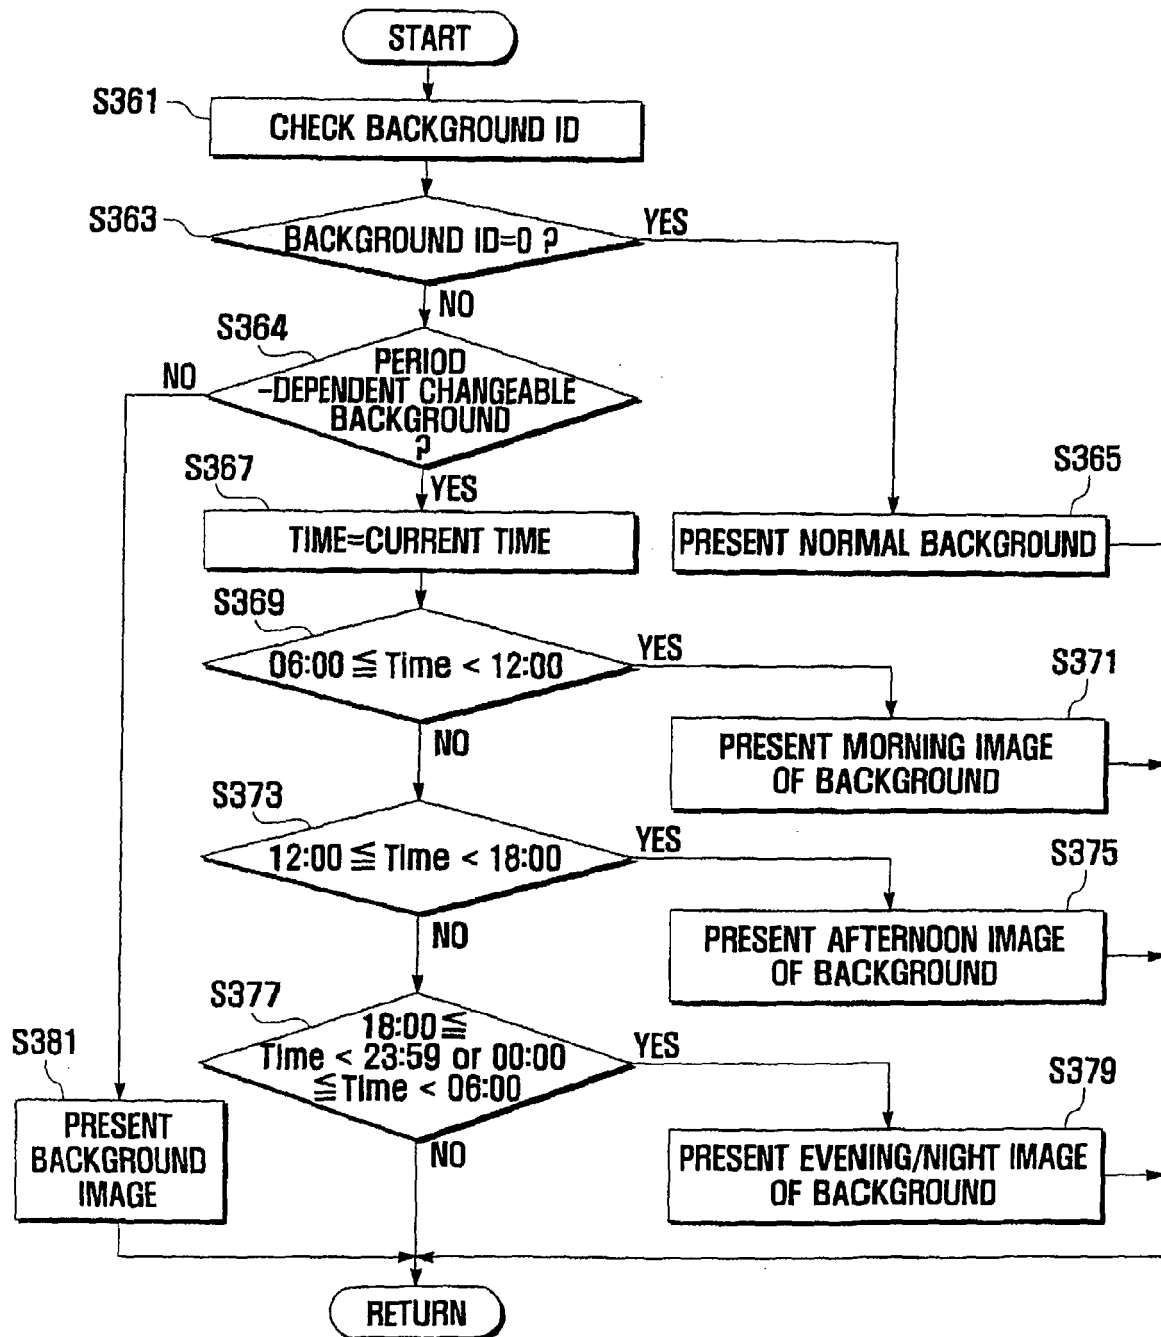 START
S361
CHECK BACKGROUND ID
S363
BACKGROUND ID=0 ?
YES
NO
S364
PERIOD
-DEPENDENT CHANGEABLE
BACKGROUND
?
NO
YES
S367
TIME=CURRENT TIME
S365
PRESENT NORMAL BACKGROUND
S369
06:00 ≦ Time < 12:00
YES
NO
S371
PRESENT MORNING IMAGE
OF BACKGROUND
S373
12:00 ≦ Time < 18:00
YES
NO
S375
PRESENT AFTERNOON IMAGE
OF BACKGROUND
S377
18:00 ≦
Time < 23:59 or 00:00
≦ Time < 06:00
YES
NO
S379
PRESENT EVENING/NIGHT IMAGE
OF BACKGROUND
S381
PRESENT
BACKGROUND
IMAGE
RETURN